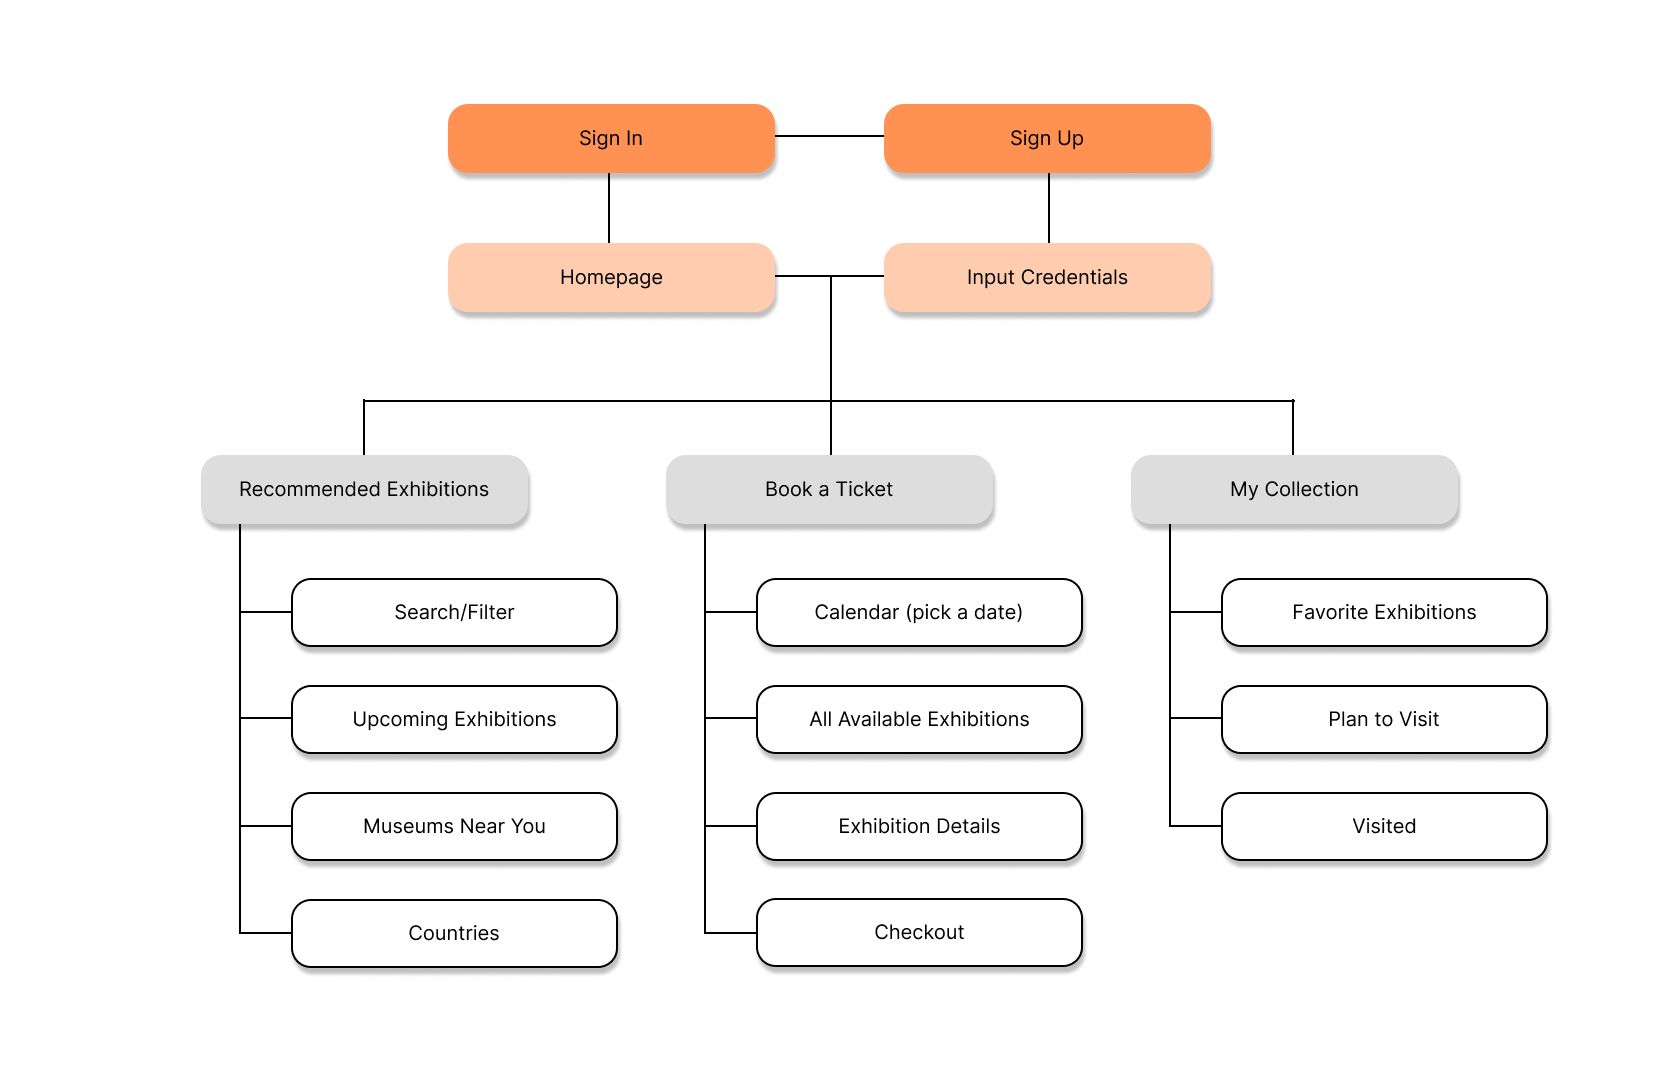 Sign In
Sign Up
Homepage
Input Credentials
Recommended Exhibitions
Book a Ticket
My Collection
Search/Filter
Upcoming Exhibitions
Museums Near You
Countries
Calendar (pick a date)
All Available Exhibitions
Exhibition Details
Checkout
Favorite Exhibitions
Plan to Visit
Visited